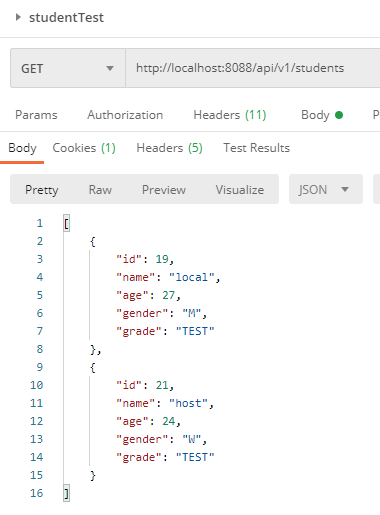 studentTest
GET http://localhost:8088/api/v1/students
Params Authorization Headers (11) Body P
Body Cookies (1) Headers (5) Test Results
Pretty Raw Preview Visualize JSON
1 [
2 {
3 "id": 19,
4 "name": "local",
5 "age": 27,
6 "gender": "M",
7 "grade": "TEST"
8 },
9 {
10 "id": 21,
11 "name": "host",
12 "age": 24,
13 "gender": "W",
14 "grade": "TEST"
15 }
16 ]